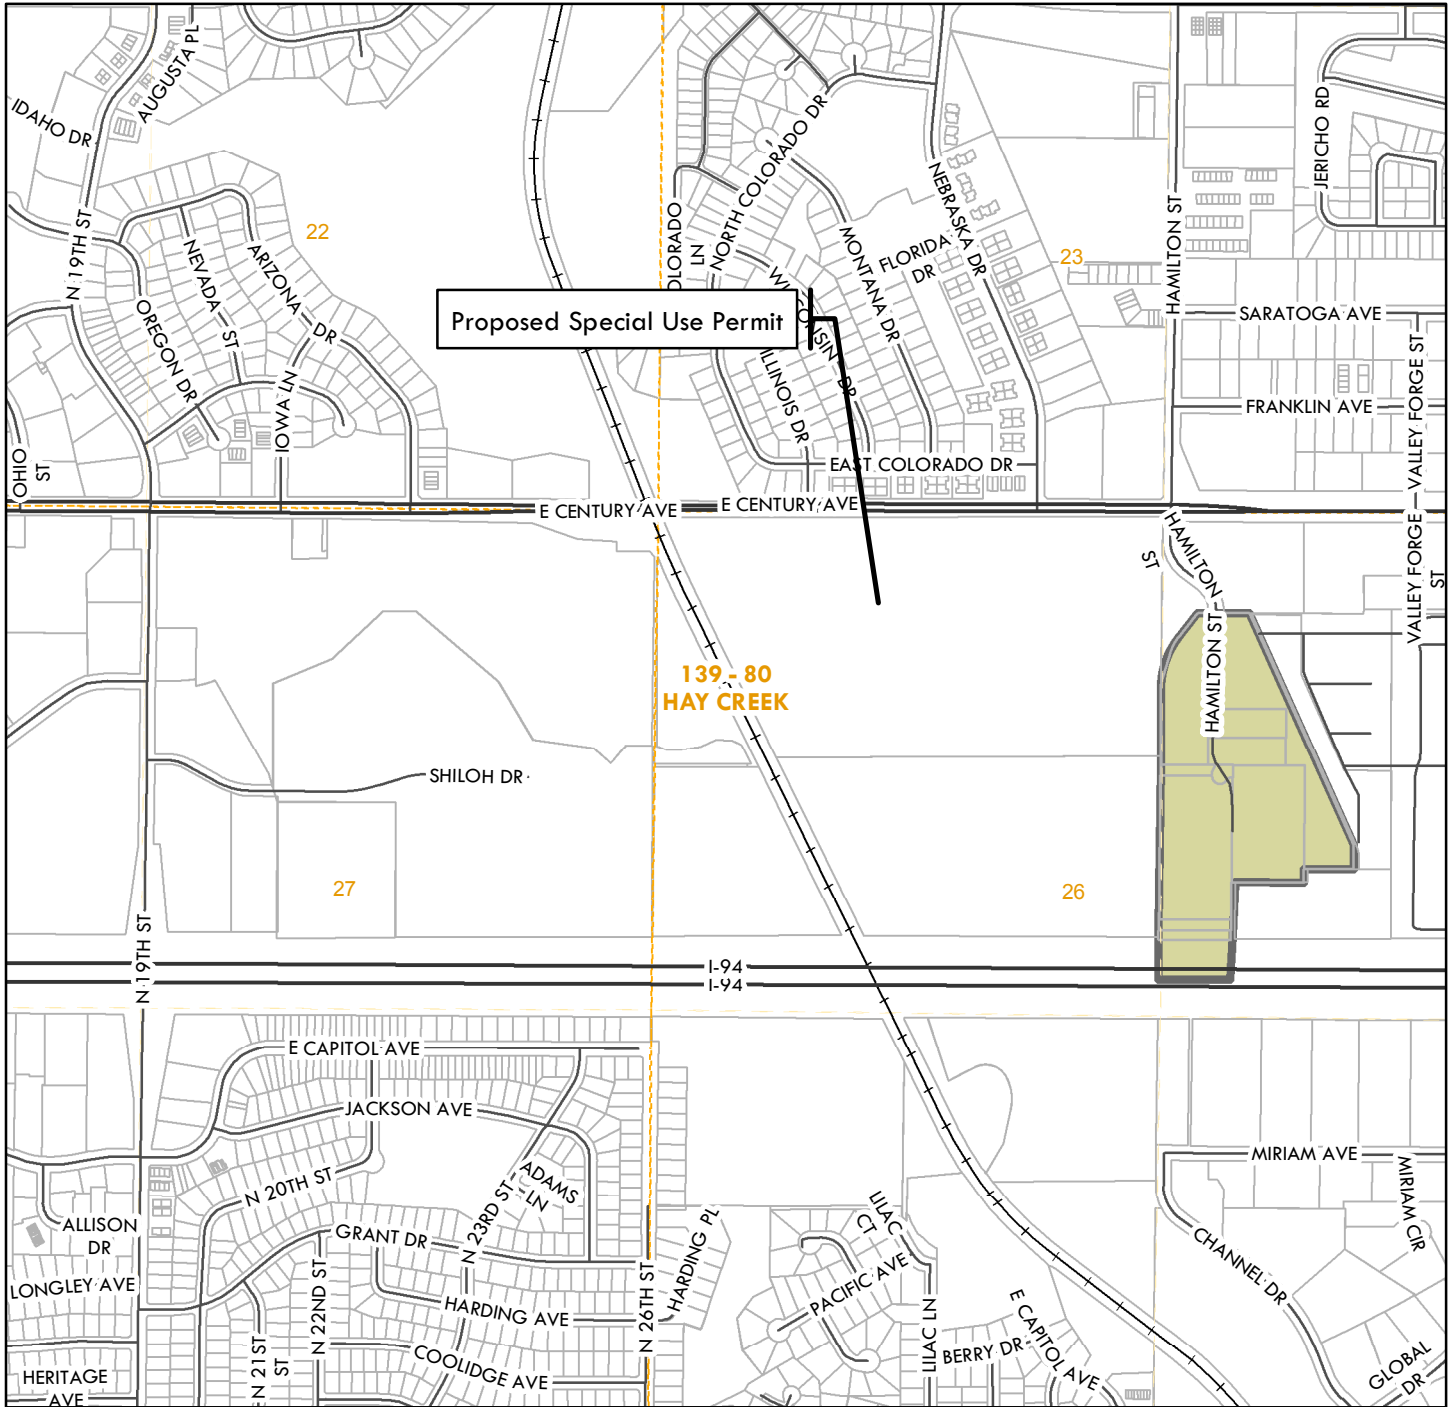 AUGUSTA PL
IDAHO DR
N 19TH ST
22
NEVADA ST
ARIZONA DR
OREGON DR
IOWA LN
OHIO ST
OLORADO LN
NORTH COLORADO DR
NEBRASKA DR
MONTANA DR
FLORIDA DR
WISCONSIN DR
ILLINOIS DR
EAST COLORADO DR
23
HAMILTON ST
JERICHO RD
SARATOGA AVE
FRANKLIN AVE
VALLEY FORGE ST
Proposed Special Use Permit
E CENTURY AVE
E CENTURY AVE
HAMILTON ST
VALLEY FORGE ST
HAMILTON ST
139 - 80
HAY CREEK
SHILOH DR
27
26
N 19TH ST
I-94
I-94
E CAPITOL AVE
JACKSON AVE
N 20TH ST
ADAMS LN
N 23RD ST
ALLISON
DR
GRANT DR
LONGLEY AVE
N 22ND ST
HARDING AVE
N 26TH ST
HARDING PL
N 21ST ST
COOLIDGE AVE
HERITAGE
AVE
LILAC CT
PACIFIC AVE
LILAC LN
BERRY DR
E CAPITOL AVE
MIRIAM AVE
MIRIAM CIR
CHANNEL DR
GLOBAL DR